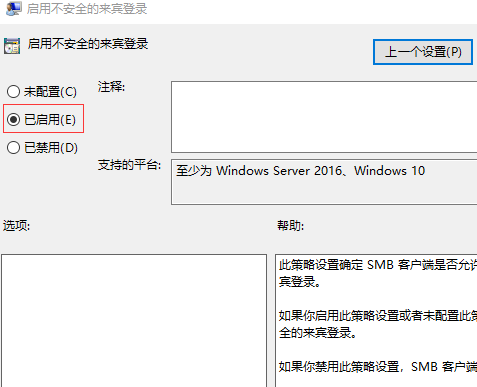 启用不安全的来宾登录
启用不安全的来宾登录
上一个设置(P)
未配置(C)
注释:
已启用(E)
已禁用(D)
支持的平台:
至少为 Windows Server 2016、Windows 10
选项:
帮助:
此策略设置确定 SMB 客户端是否允许
宾登录。
如果你启用此策略设置或者未配置此策
全的来宾登录。
如果你禁用此策略设置，SMB 客户端